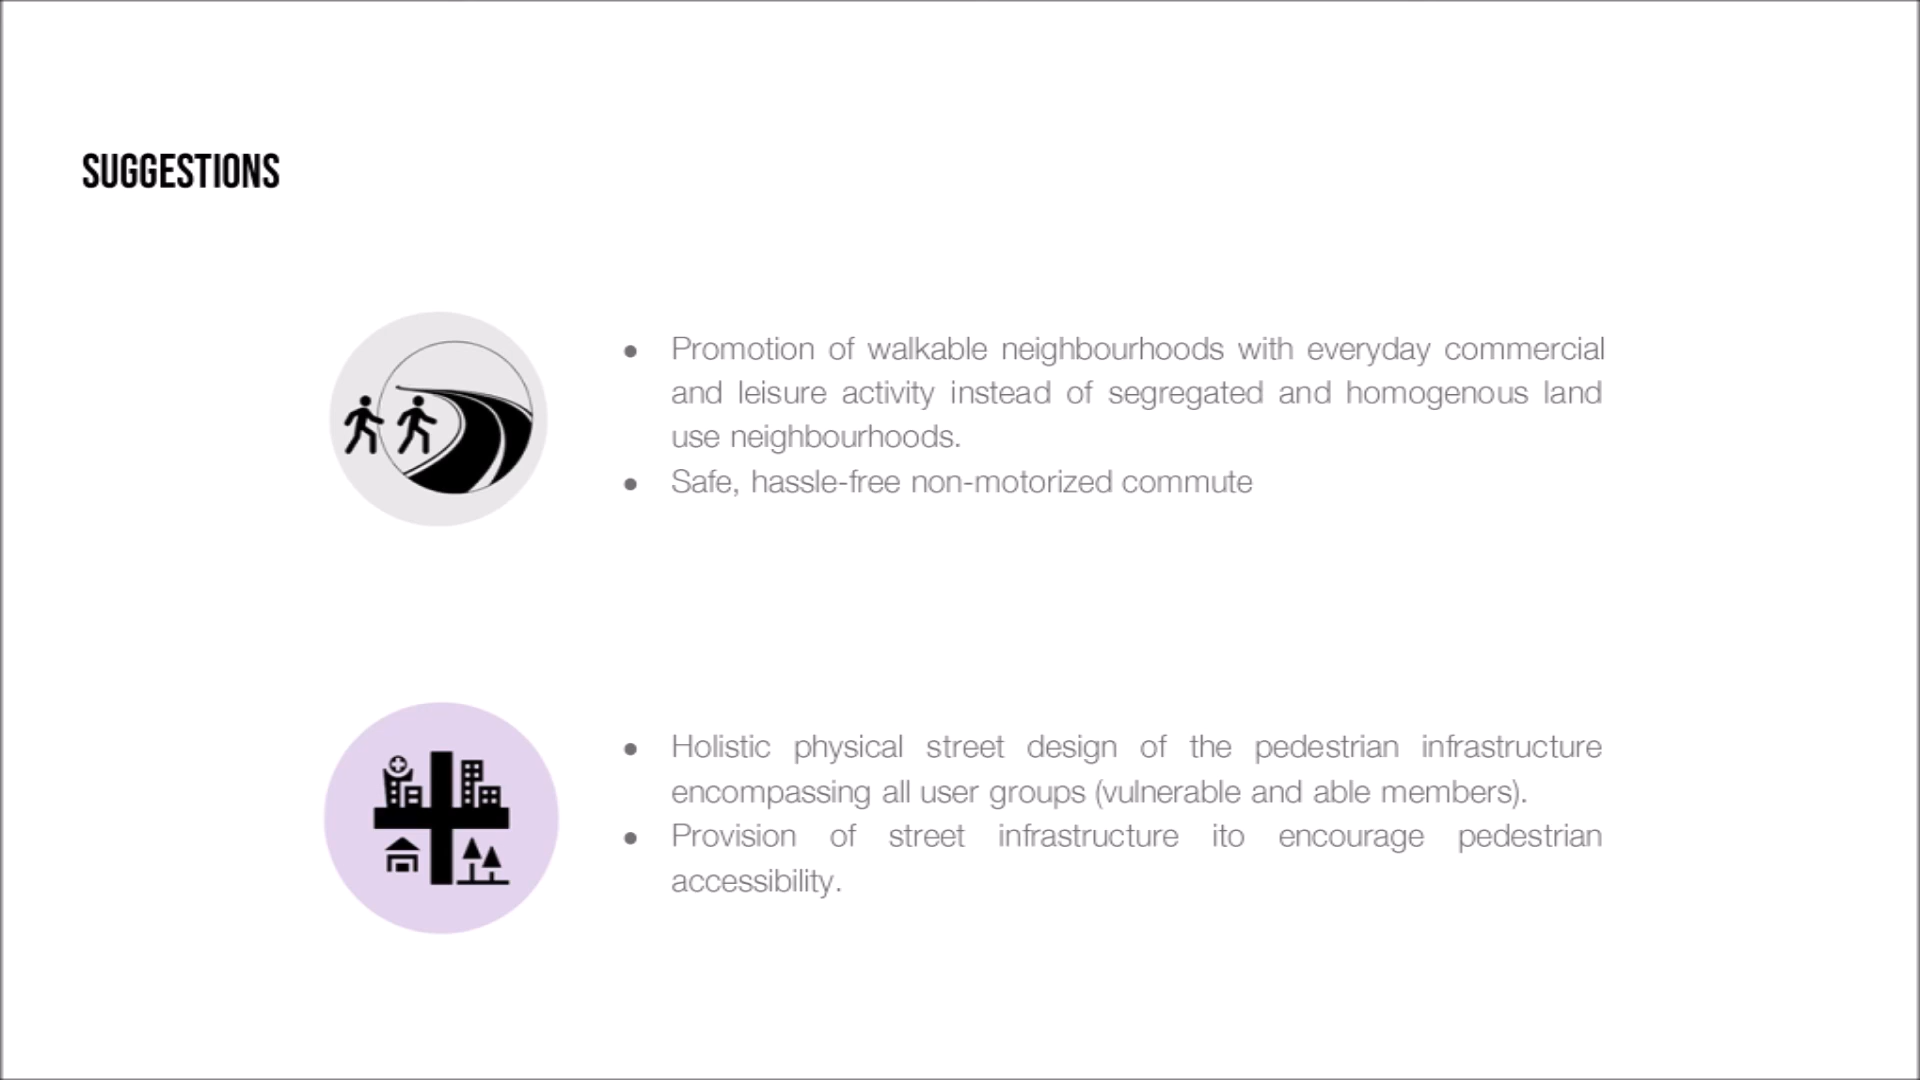 SUGGESTIONS
● Promotion of walkable neighbourhoods with everyday commercial
and leisure activity instead of segregated and homogenous land
use neighbourhoods.
● Safe, hassle-free non-motorized commute
● Holistic physical street design of the pedestrian infrastructure
encompassing all user groups (vulnerable and able members).
● Provision of street infrastructure ito encourage pedestrian
accessibility.